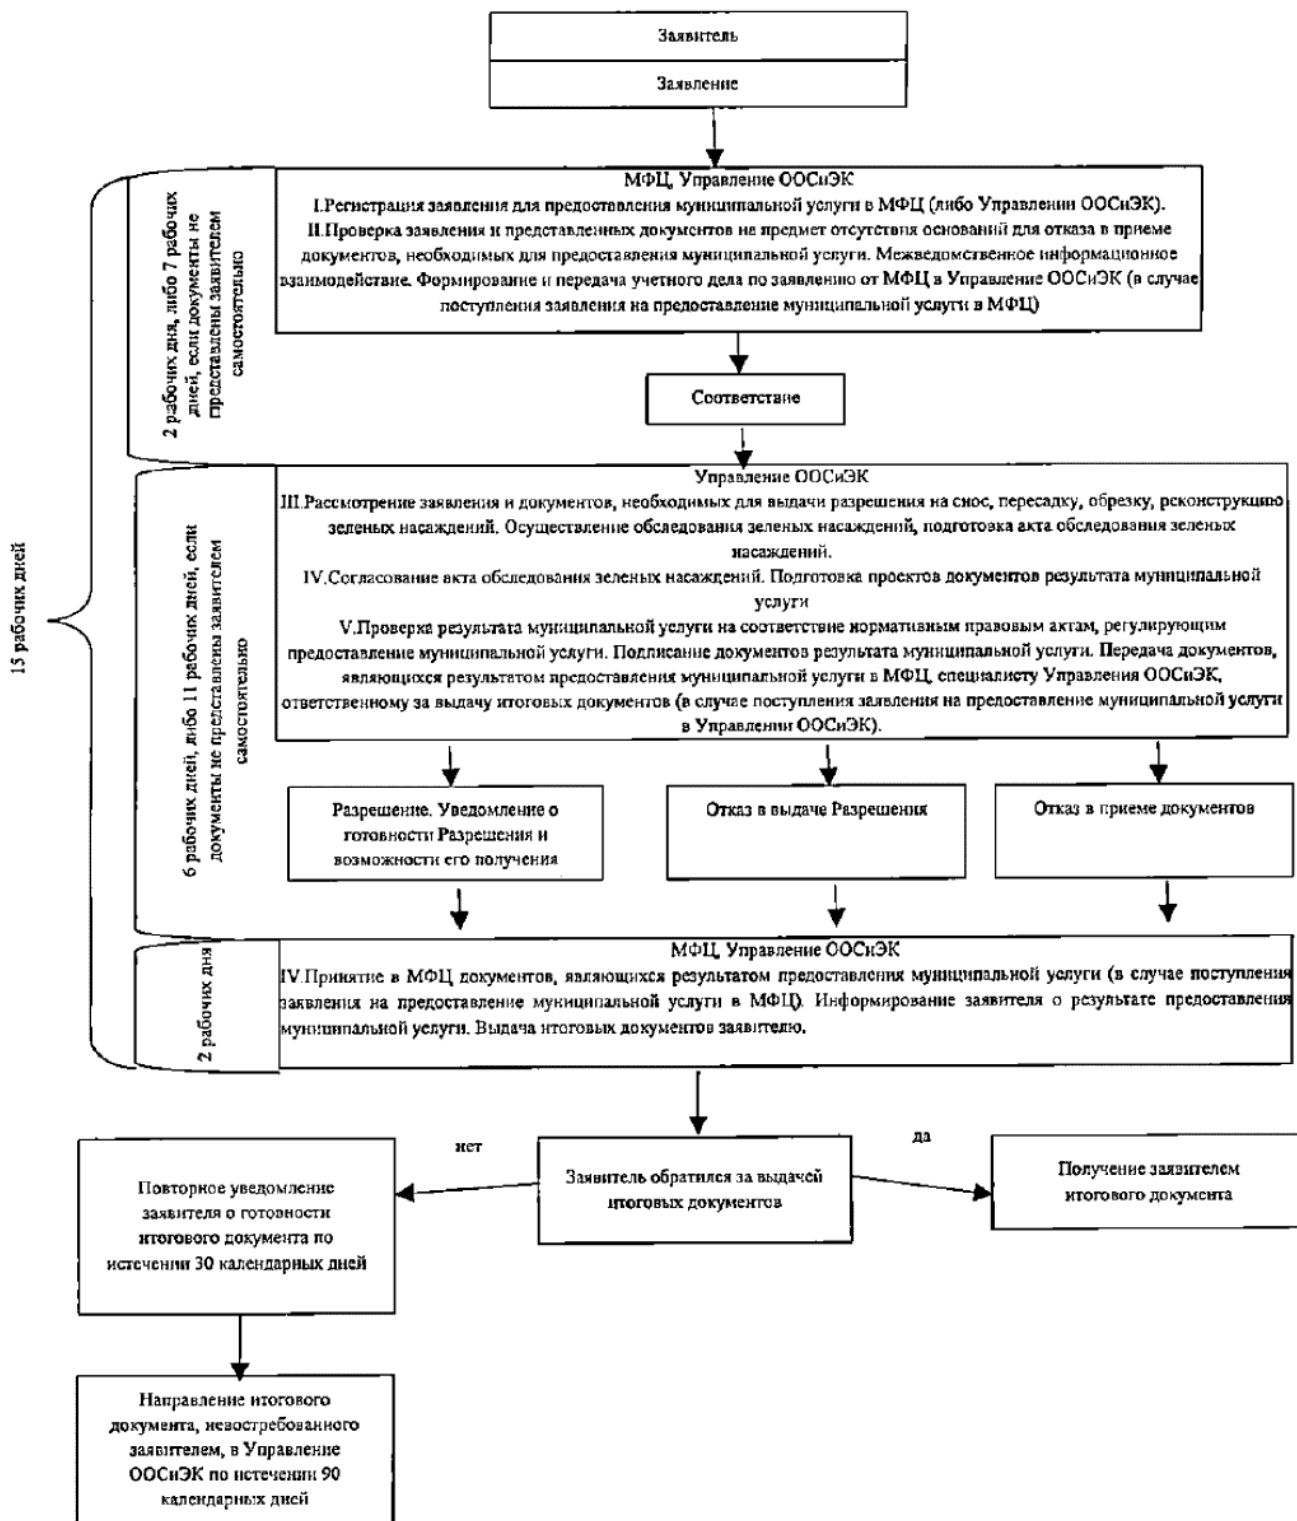 Заявитель
Заявление
15 рабочих дней
2 рабочих дня, либо 7 рабочих
дней, если документы не
представлены заявителем
самостоятельно
МФЦ, Управление ООСиЭК
I.Регистрация заявления для предоставления муниципальной услуги в МФЦ (либо Управлении ООСиЭК).
II.Проверка заявления и представленных документов на предмет отсутствия оснований для отказа в приеме
документов, необходимых для предоставления муниципальной услуги. Межведомственное информационное
взаимодействие. Формирование и передача учетного дела по заявлению от МФЦ в Управление ООСиЭК (в случае
поступления заявления на предоставление муниципальной услуги в МФЦ)
Соответствие
6 рабочих дней, либо 11 рабочих дней, если
документы не представлены заявителем
самостоятельно
Управление ООСиЭК
III.Рассмотрение заявления и документов, необходимых для выдачи разрешения на снос, пересадку, обрезку, реконструкцию
зеленых насаждений. Осуществление обследования зеленых насаждений, подготовка акта обследования зеленых
насаждений.
IV.Согласование акта обследования зеленых насаждений. Подготовка проектов документов результата муниципальной
услуги
V.Проверка результата муниципальной услуги на соответствие нормативным правовым актам, регулирующим
предоставление муниципальной услуги. Подписание документов результата муниципальной услуги. Передача документов,
являющихся результатом предоставления муниципальной услуги в МФЦ, специалисту Управления ООСиЭК,
ответственному за выдачу итоговых документов (в случае поступления заявления на предоставление муниципальной услуги
в Управлении ООСиЭК).
Разрешение. Уведомление о
готовности Разрешения и
возможности его получения
Отказ в выдаче Разрешения
Отказ в приеме документов
2 рабочих дня
МФЦ, Управление ООСиЭК
IV.Принятие в МФЦ документов, являющихся результатом предоставления муниципальной услуги (в случае поступления
заявления на предоставление муниципальной услуги в МФЦ). Информирование заявителя о результате предоставления
муниципальной услуги. Выдача итоговых документов заявителю.
нет
да
Повторное уведомление
заявителя о готовности
итогового документа по
истечении 30 календарных дней
Заявитель обратился за выдачей
итоговых документов
Получение заявителем
итогового документа
Направление итогового
документа, невостребованного
заявителем, в Управление
ООСиЭК по истечении 90
календарных дней